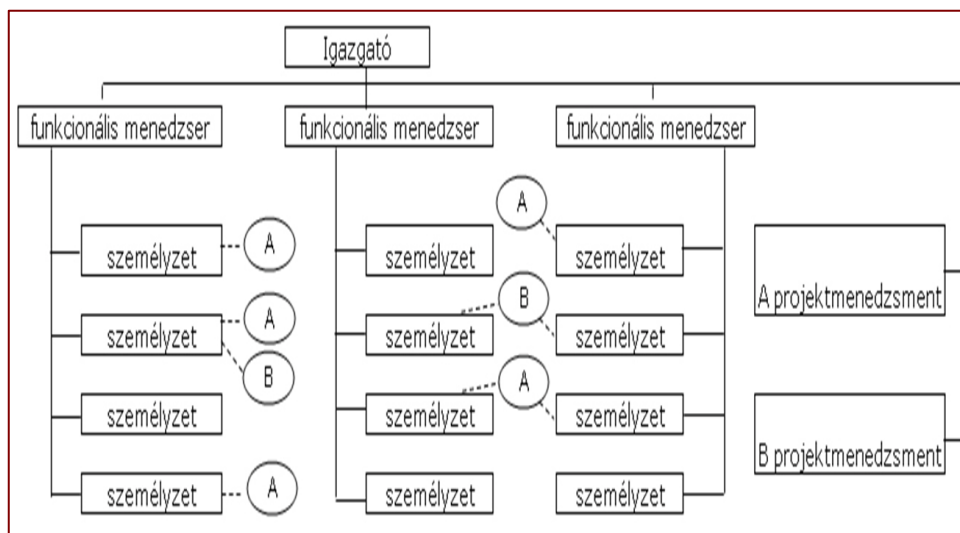 Igazgató
funkcionális menedzser funkcionális menedzser funkcionális menedzser
A
személyzet A személyzet személyzet
A projektmenedzsment
személyzet A személyzet B személyzet
B
személyzet személyzet A személyzet
B projektmenedzsment
személyzet A személyzet személyzet